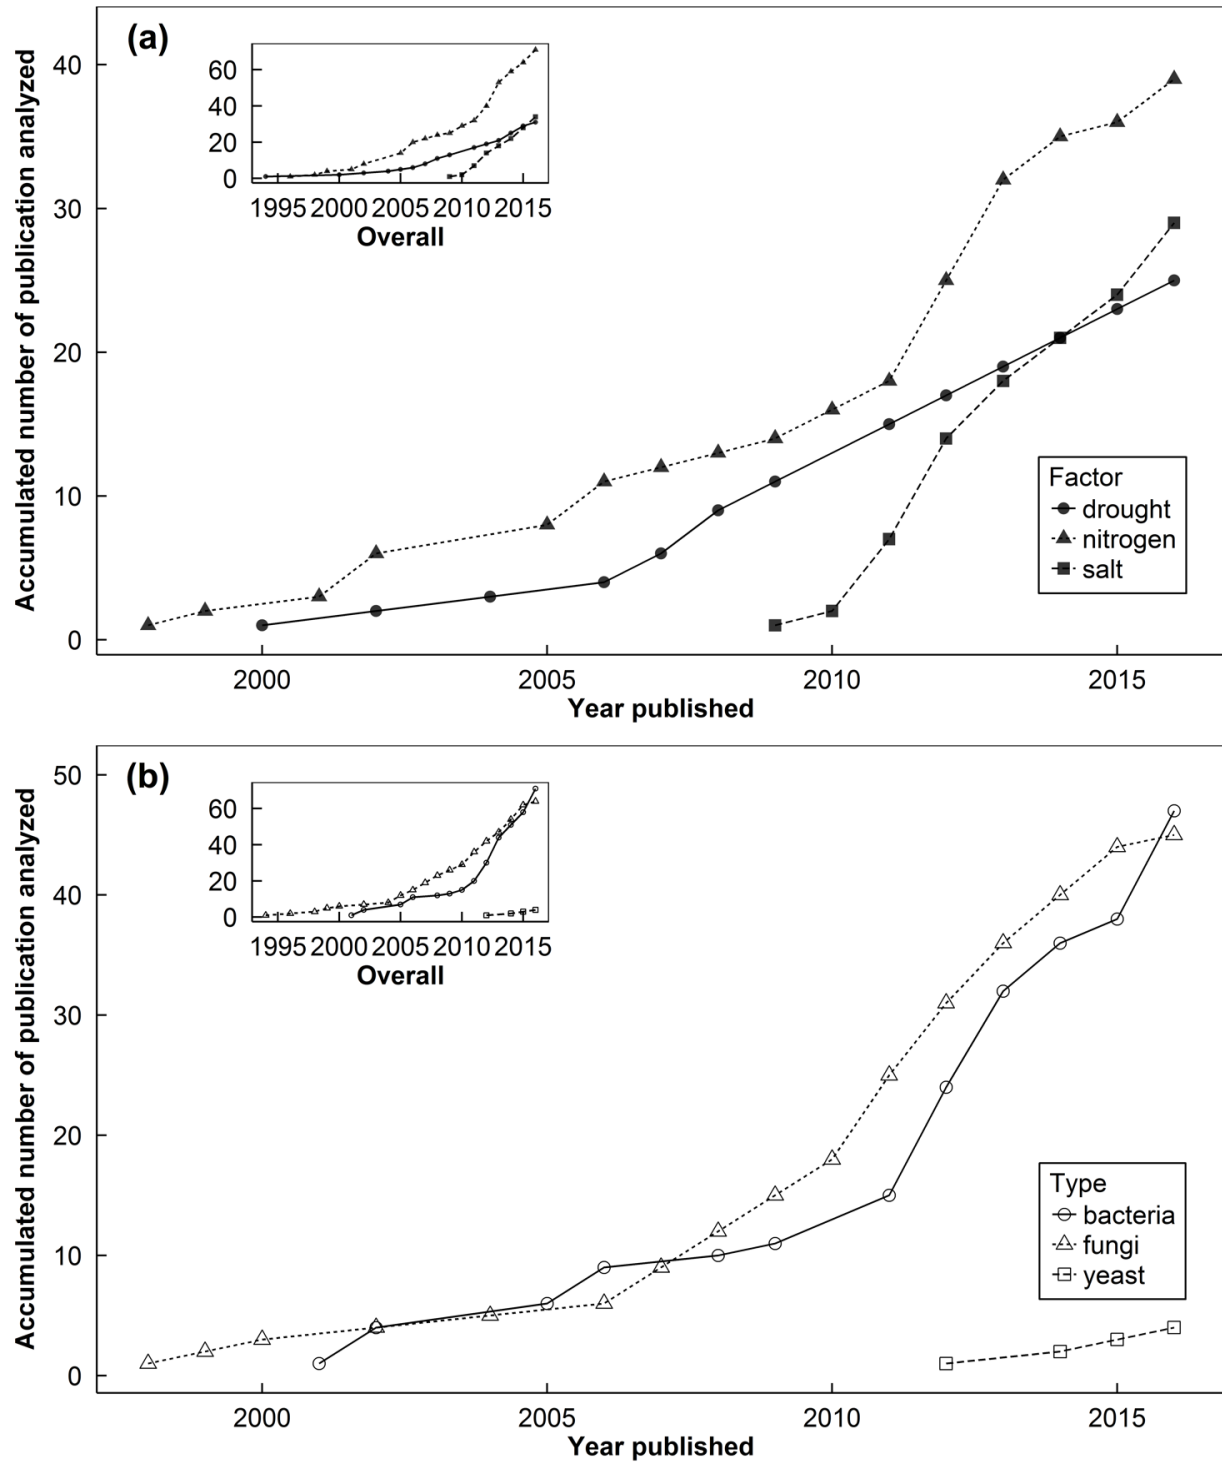 (a)
Accumulated number of publication analyzed
40
30
20
10
0
60
40
20
0
1995 2000 2005 2010 2015
Overall
Factor
drought
nitrogen
salt
2000 2005 2010 2015
Year published
(b)
Accumulated number of publication analyzed
50
40
30
20
10
0
60
40
20
0
1995 2000 2005 2010 2015
Overall
Type
bacteria
fungi
yeast
2000 2005 2010 2015
Year published